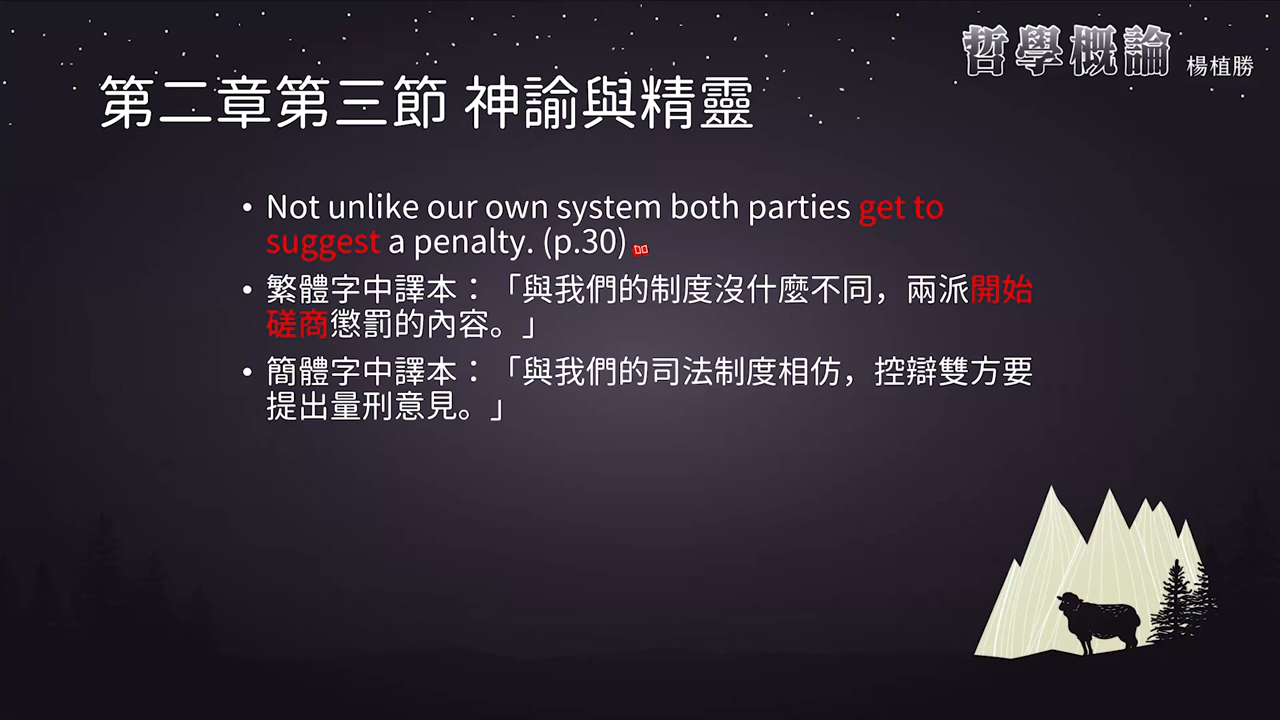 哲學概論 楊植勝
第二章第三節 神諭與精靈
• Not unlike our own system both parties get to
suggest a penalty. (p.30)
• 繁體字中譯本：「與我們的制度沒什麼不同，兩派開始
磋商懲罰的內容。」
• 簡體字中譯本：「與我們的司法制度相仿，控辯雙方要
提出量刑意見。」